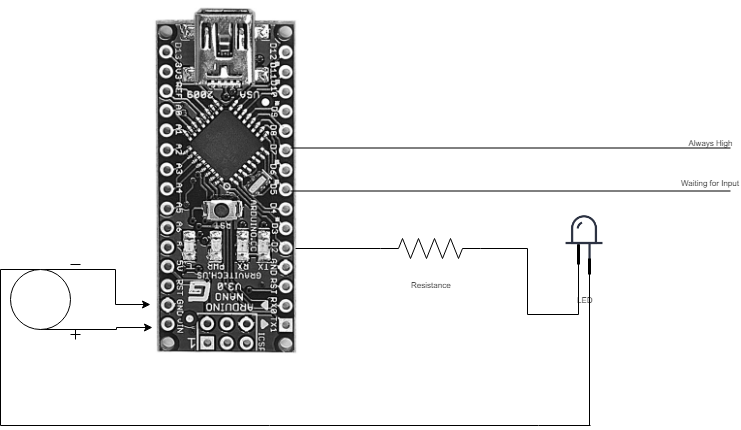 D13
3V3
REF
A0
A1
A2
A3
A4
A5
A6
A7
5V
RST
GND
VIN
D12
D11
D10
D9
D8
D7
D6
D5
D4
D3
D2
GND
RST
RX0
TX1
2009
USA
RST
ARDUINO.CC
L
PWR
RX
TX
GRAVITECH.US
ARDUINO
NANO
V3.0
1
ICSP
Always High
Waiting for Input
Resistance
LED
−
+